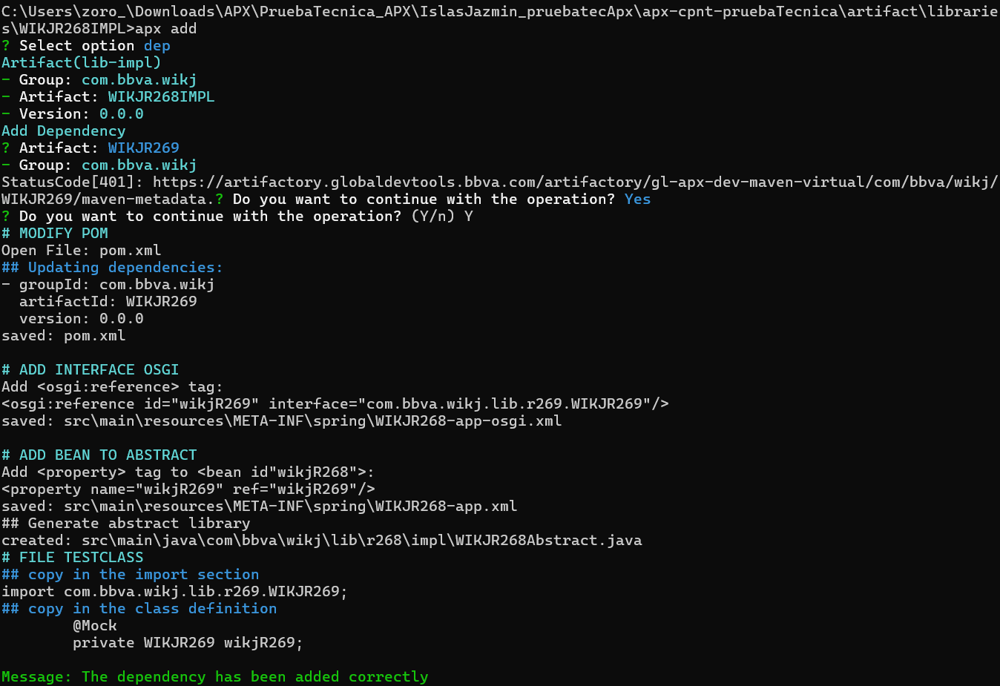 C:\Users\zoro_\Downloads\APX\PruebaTecnica_APX\IslasJazmin_pruebatecApx\apx-cpnt-pruebaTecnica\artifact\librarie
s\WIKJR268IMPL>apx add
? Select option dep
Artifact(lib-impl)
- Group: com.bbva.wikj
- Artifact: WIKJR268IMPL
- Version: 0.0.0
Add Dependency
? Artifact: WIKJR269
- Group: com.bbva.wikj
StatusCode[401]: https://artifactory.globaldevtools.bbva.com/artifactory/gl-apx-dev-maven-virtual/com/bbva/wikj/
WIKJR269/maven-metadata.? Do you want to continue with the operation? Yes
? Do you want to continue with the operation? (Y/n) Y
# MODIFY POM
Open File: pom.xml
## Updating dependencies:
- groupId: com.bbva.wikj
  artifactId: WIKJR269
  version: 0.0.0
saved: pom.xml

# ADD INTERFACE OSGI
Add <osgi:reference> tag:
<osgi:reference id="wikjR269" interface="com.bbva.wikj.lib.r269.WIKJR269"/>
saved: src\main\resources\META-INF\spring\WIKJR268-app-osgi.xml

# ADD BEAN TO ABSTRACT
Add <property> tag to <bean id"wikjR268">:
<property name="wikjR269" ref="wikjR269"/>
saved: src\main\resources\META-INF\spring\WIKJR268-app.xml
## Generate abstract library
created: src\main\java\com\bbva\wikj\lib\r268\impl\WIKJR268Abstract.java
# FILE TESTCLASS
## copy in the import section
import com.bbva.wikj.lib.r269.WIKJR269;
## copy in the class definition
        @Mock
        private WIKJR269 wikjR269;

Message: The dependency has been added correctly